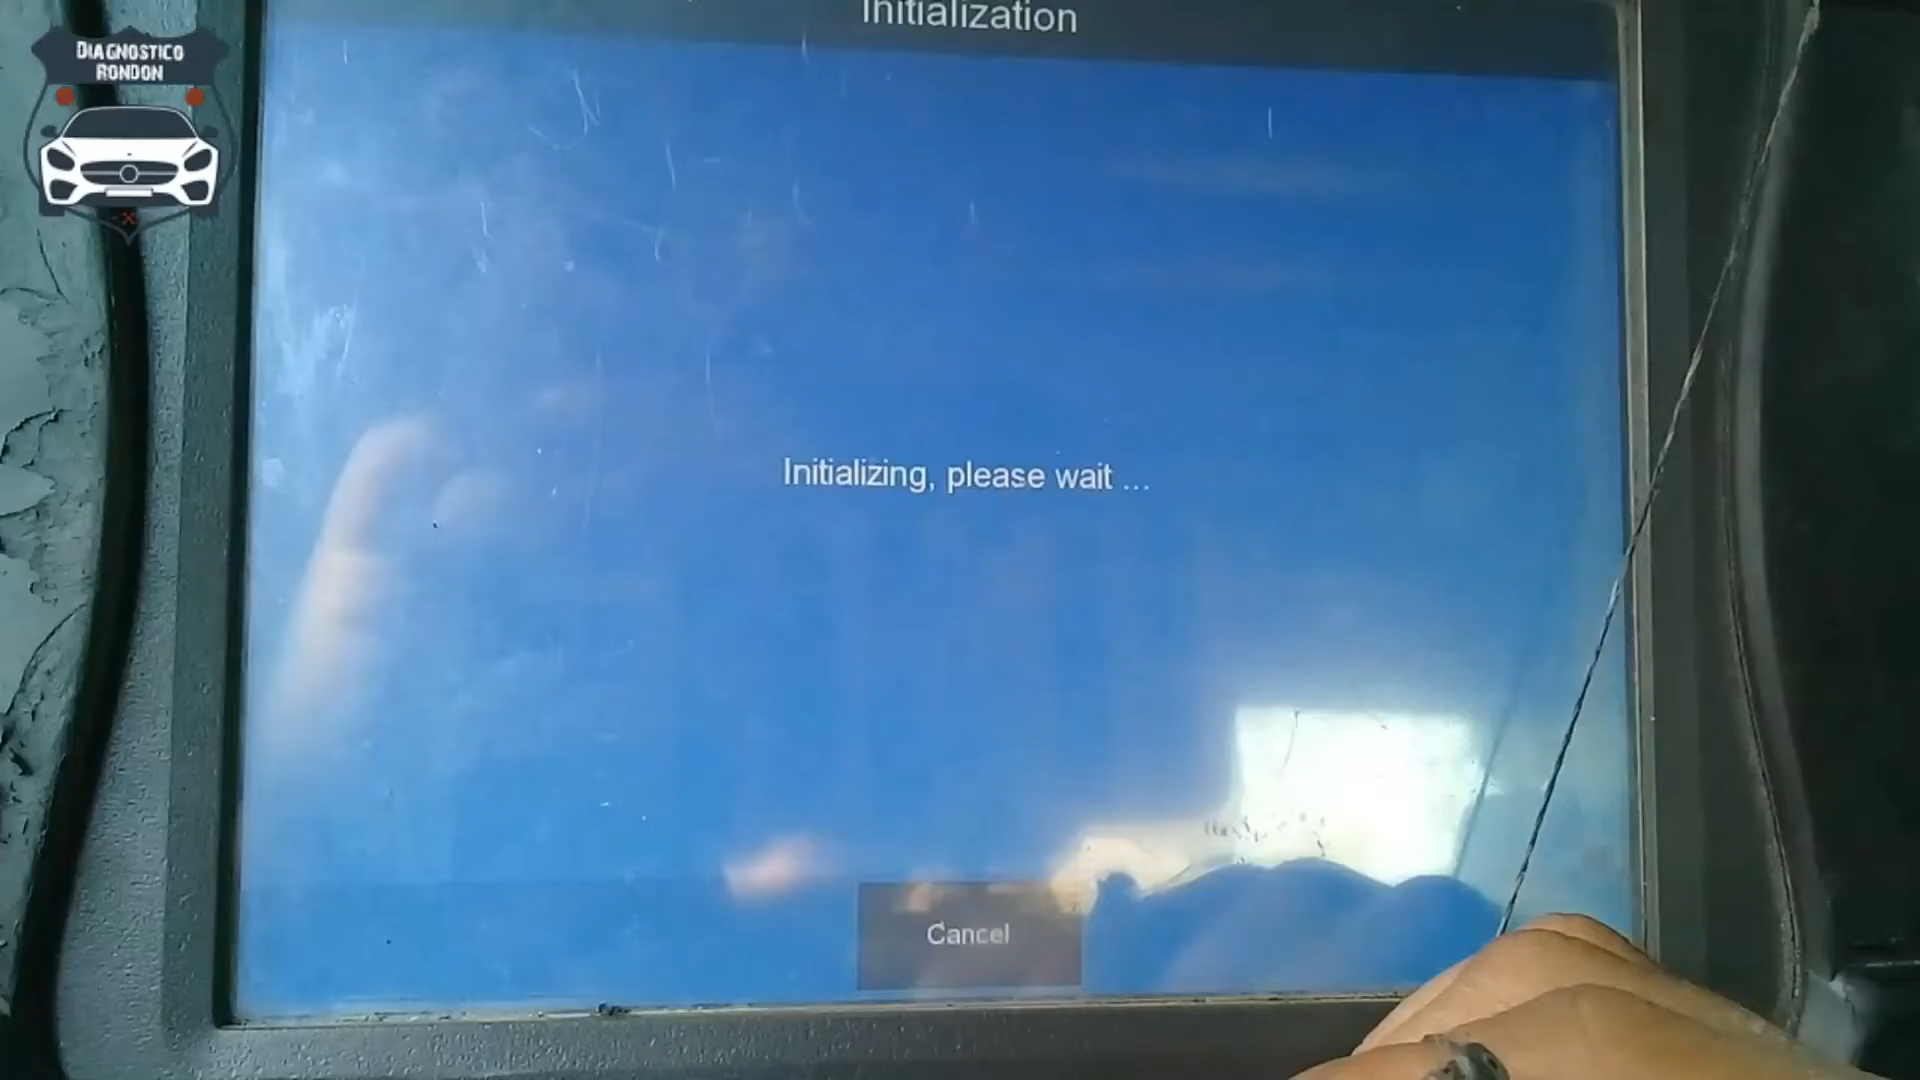 DIAGNOSTICO
RONDON
Initialization
Initializing, please wait ...
Cancel